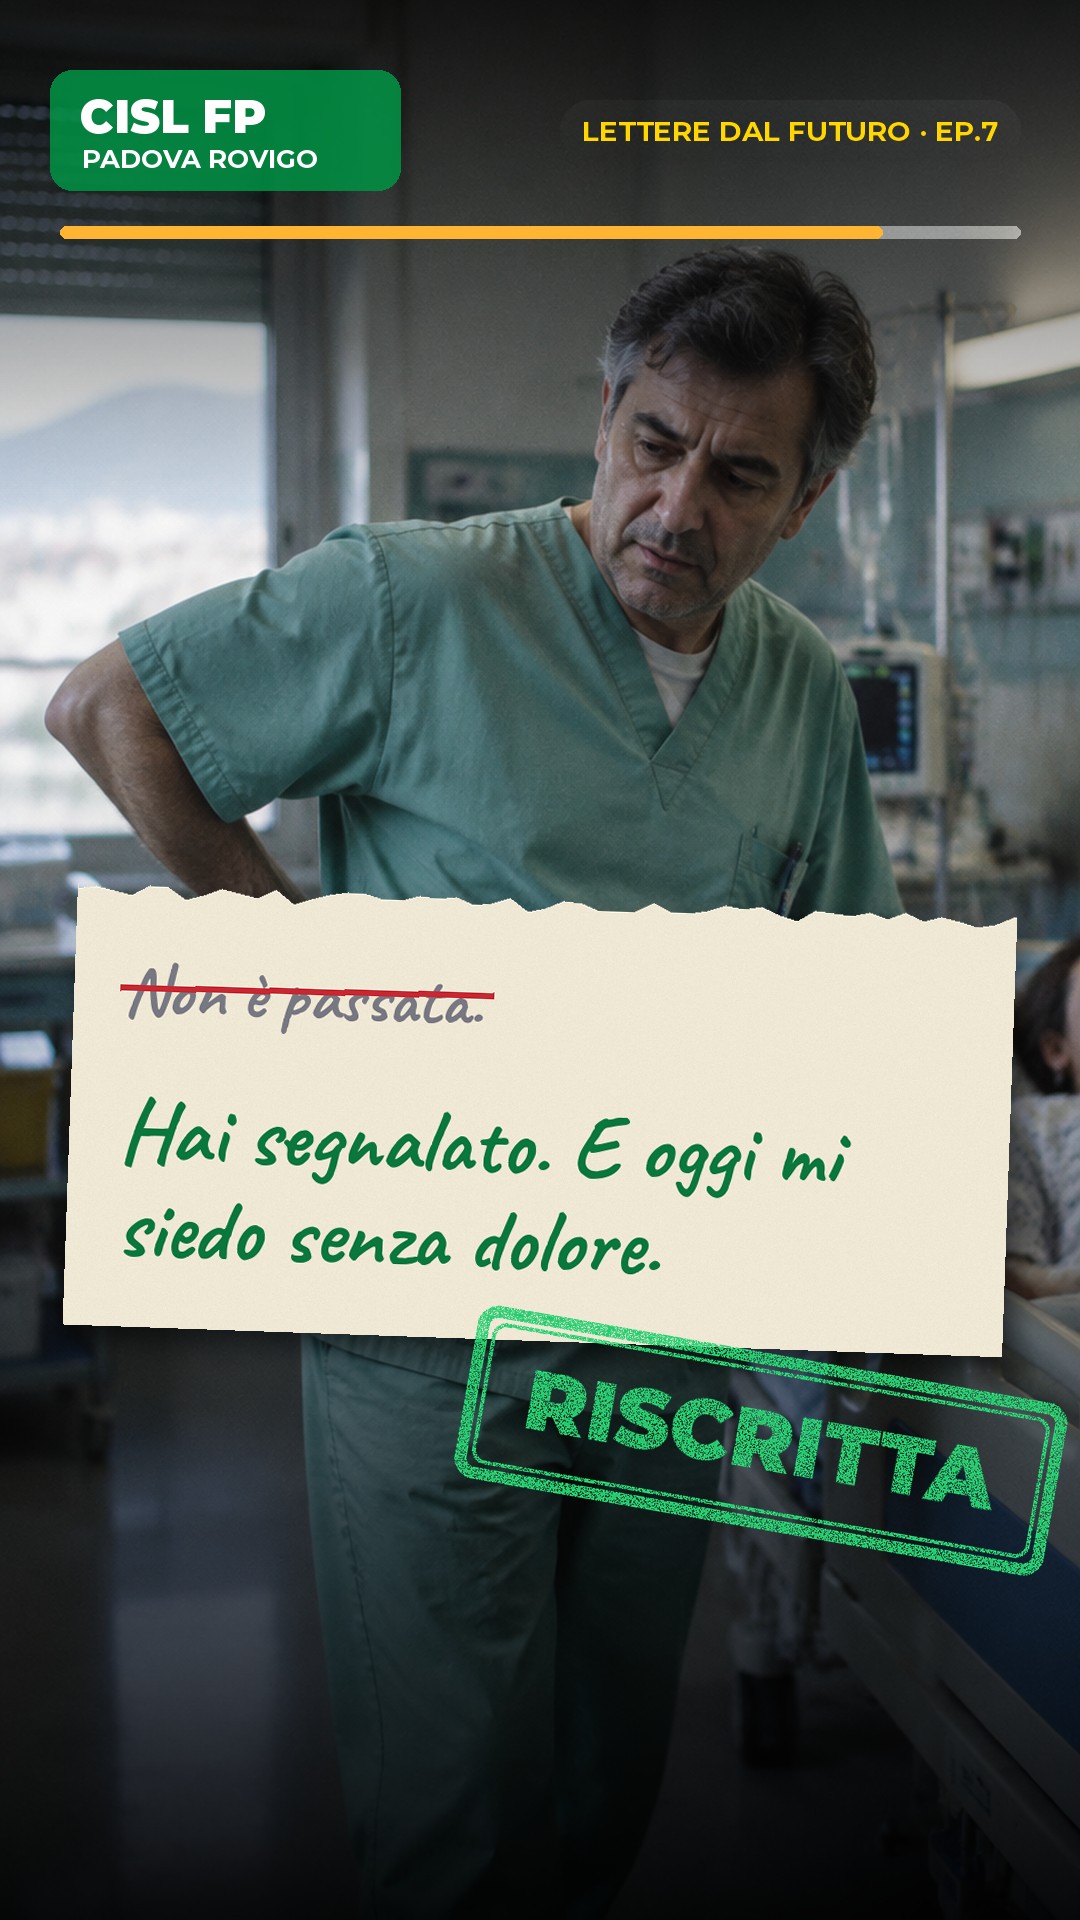 CISL FP
PADOVA ROVIGO
LETTERE DAL FUTURO · EP.7
Non è passata.
Hai segnalato. E oggi mi
siedo senza dolore.
RISCRITTA